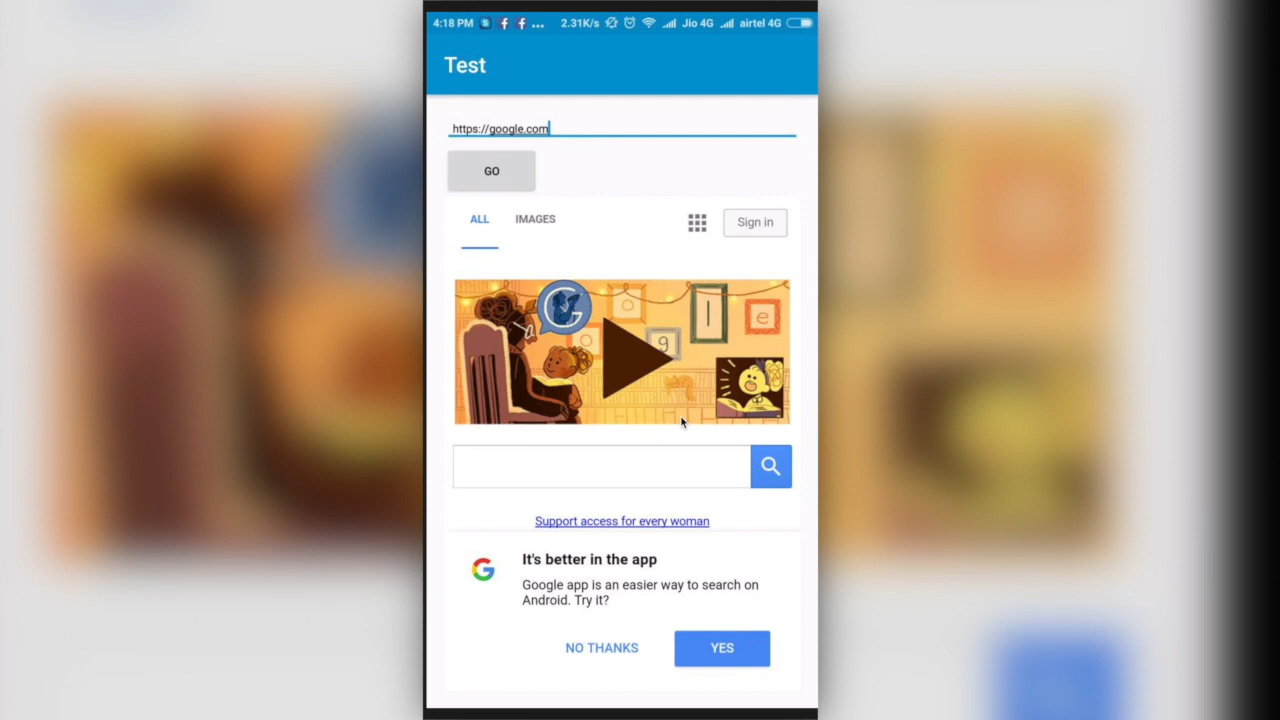 4:18 PM S f f ... 2.31K/s Jio 4G airtel 4G
Test
https://google.com
GO
ALL IMAGES Sign in
G o o g l e
It's better in the app
Support access for every woman
Google app is an easier way to search on
Android. Try it?
NO THANKS YES